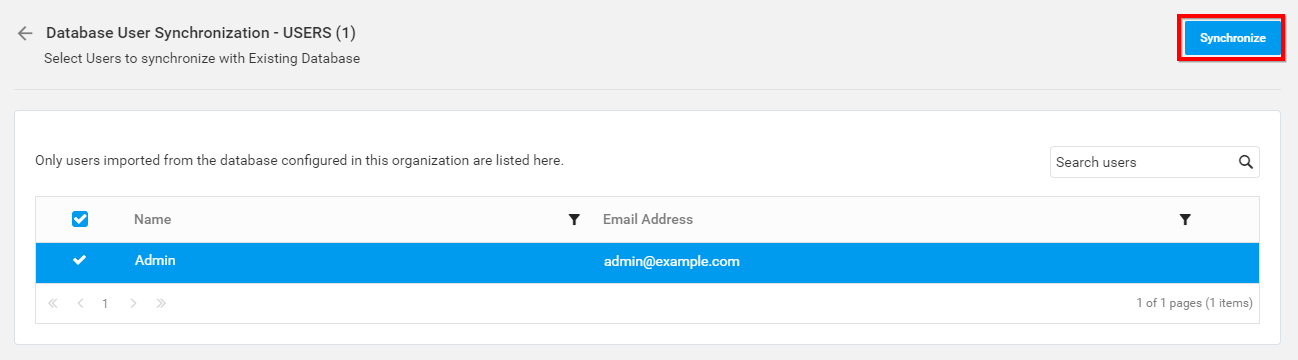 Database User Synchronization - USERS (1)
Synchronize
Select Users to synchronize with Existing Database
Only users imported from the database configured in this organization are listed here.
Search users
Name Email Address
Admin admin@example.com
1 1 of 1 pages (1 items)